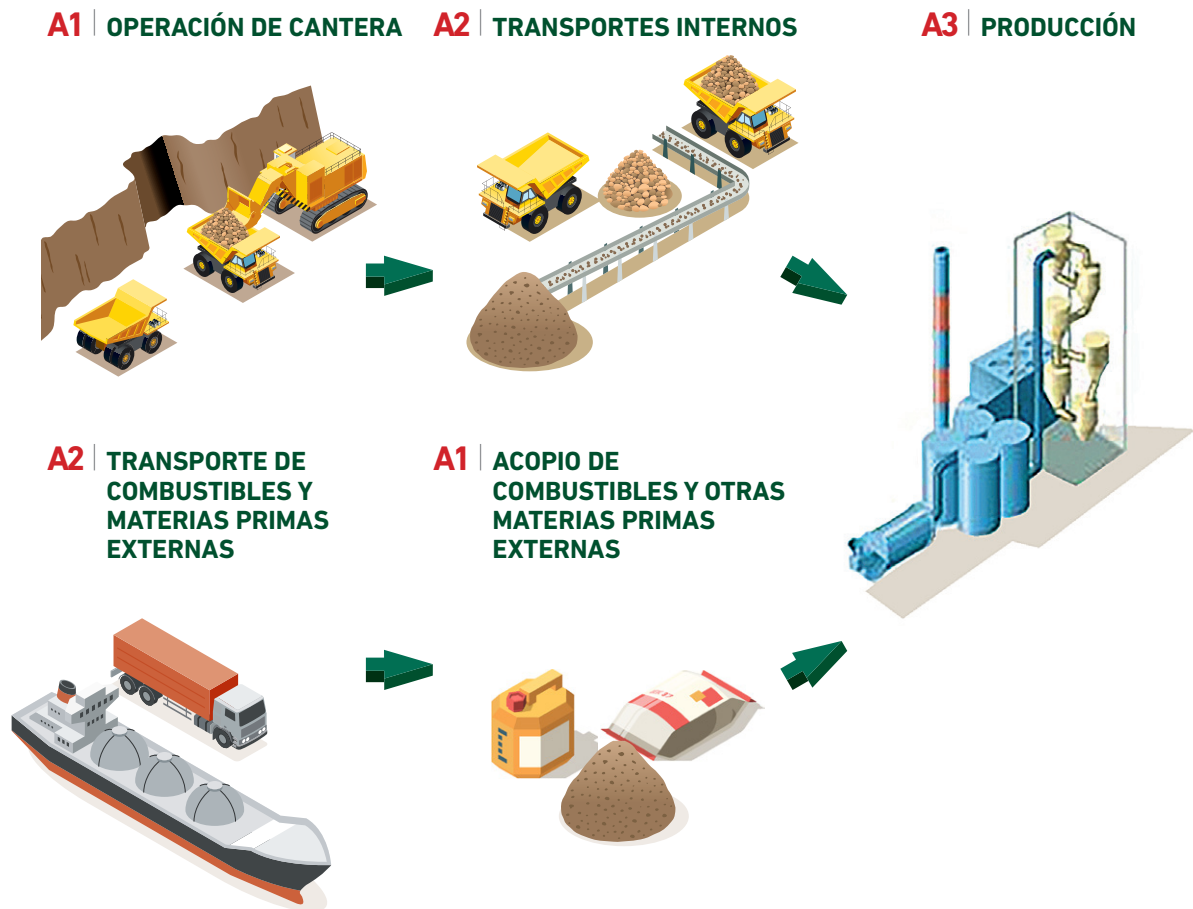 A1 | OPERACIÓN DE CANTERA
A2 | TRANSPORTES INTERNOS
A3 | PRODUCCIÓN
A2 | TRANSPORTE DE
COMBUSTIBLES Y
MATERIAS PRIMAS
EXTERNAS
A1 | ACOPIO DE
COMBUSTIBLES Y OTRAS
MATERIAS PRIMAS
EXTERNAS